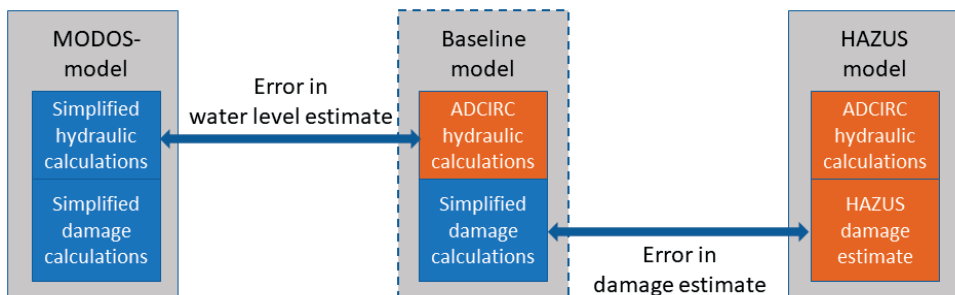 MODOS-
model
Simplified
hydraulic
calculations
Simplified
damage
calculations
Error in
water level estimate
Baseline
model
ADCIRC
hydraulic
calculations
Simplified
damage
calculations
Error in
damage estimate
HAZUS
model
ADCIRC
hydraulic
calculations
HAZUS
damage
estimate